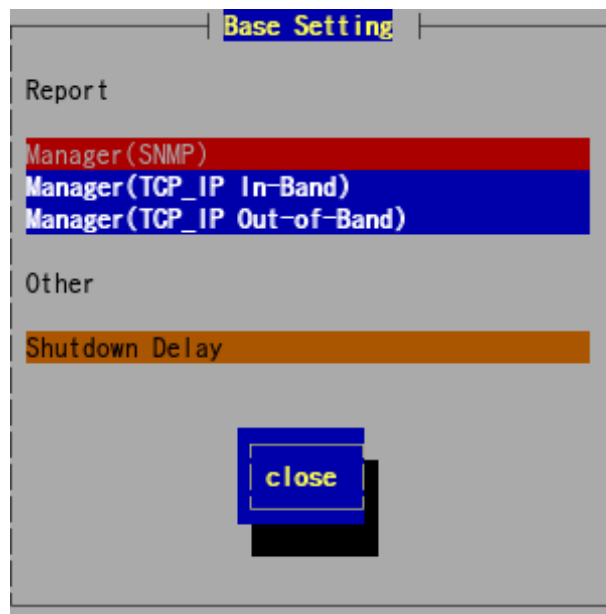 Base Setting
Report
Manager(SNMP)
Manager(TCP_IP In-Band)
Manager(TCP_IP Out-of-Band)
Other
Shutdown Delay
close